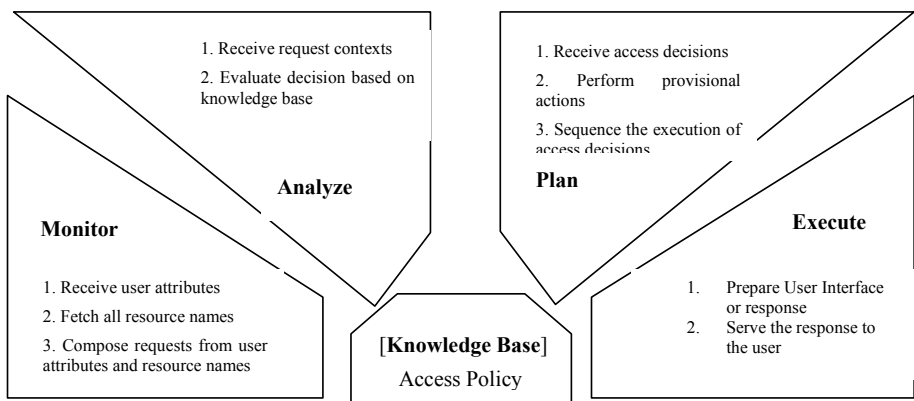 1. Receive request contexts
2. Evaluate decision based on
knowledge base
Analyze
1. Receive access decisions
2. Perform provisional
actions
3. Sequence the execution of
access decisions
Plan
Monitor
1. Receive user attributes
2. Fetch all resource names
3. Compose requests from user
attributes and resource names
Execute
1. Prepare User Interface
or response
2. Serve the response to
the user
[Knowledge Base]
Access Policy